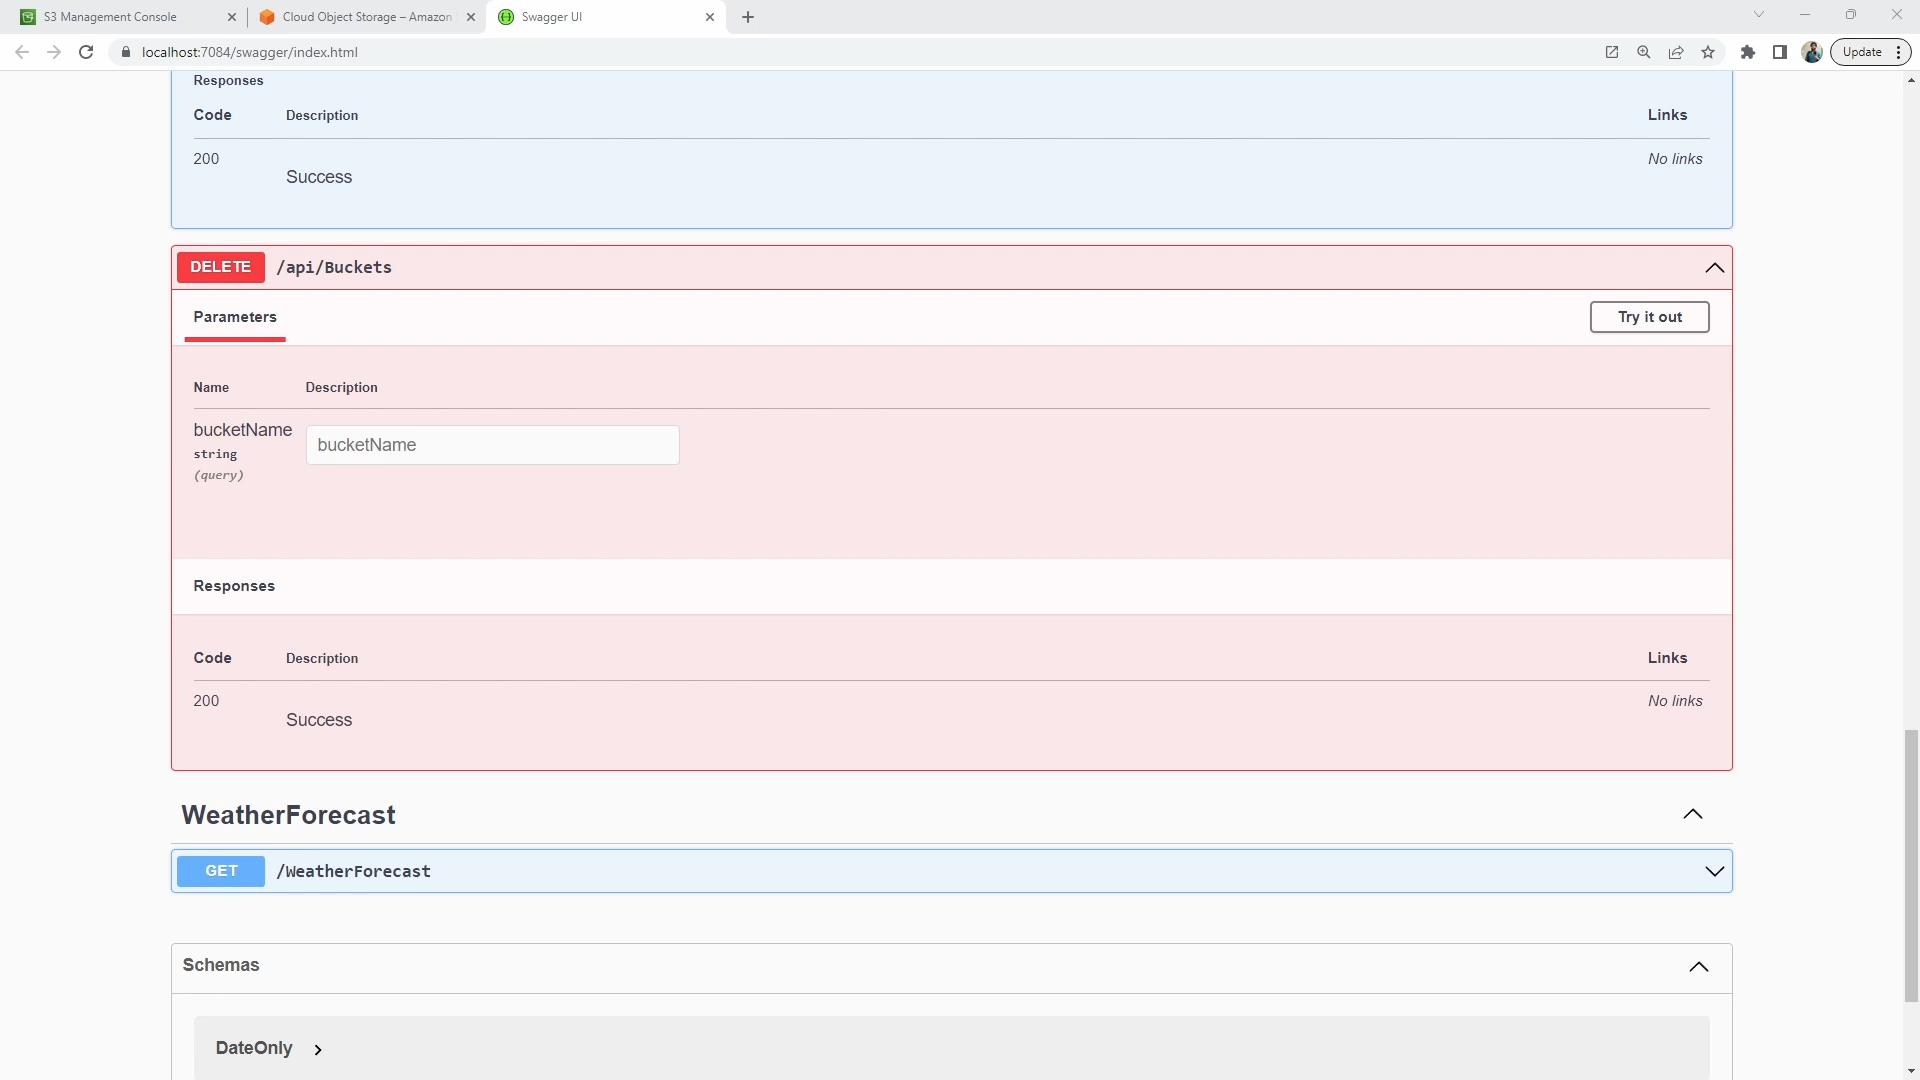 S3 Management Console
Cloud Object Storage – Amazon
Swagger UI
localhost:7084/swagger/index.html
Update
Responses
Code Description Links
200 No links
Success
DELETE /api/Buckets
Parameters Try it out
Name Description
bucketName
bucketName
string
(query)
Responses
Code Description Links
200 No links
Success
WeatherForecast
GET /WeatherForecast
Schemas
DateOnly